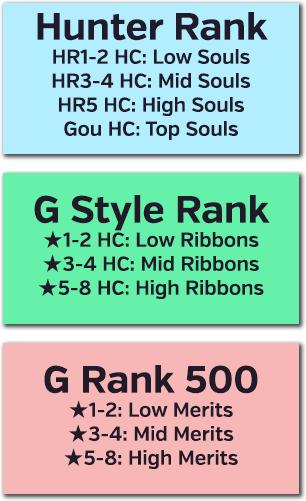 Hunter Rank
HR1-2 HC: Low Souls
HR3-4 HC: Mid Souls
HR5 HC: High Souls
Gou HC: Top Souls
G Style Rank
★1-2 HC: Low Ribbons
★3-4 HC: Mid Ribbons
★5-8 HC: High Ribbons
G Rank 500
★1-2: Low Merits
★3-4: Mid Merits
★5-8: High Merits